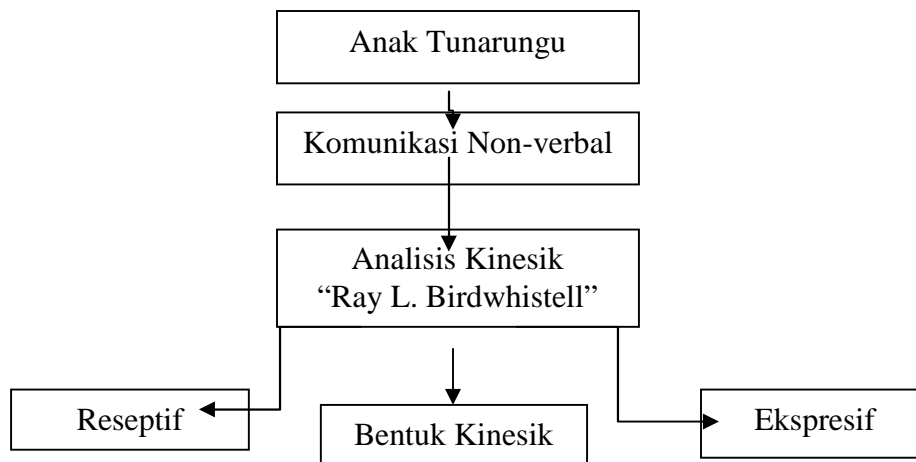 Anak Tunarungu
Komunikasi Non-verbal
Analisis Kinesik
“Ray L. Birdwhistell”
Reseptif
Bentuk Kinesik
Ekspresif